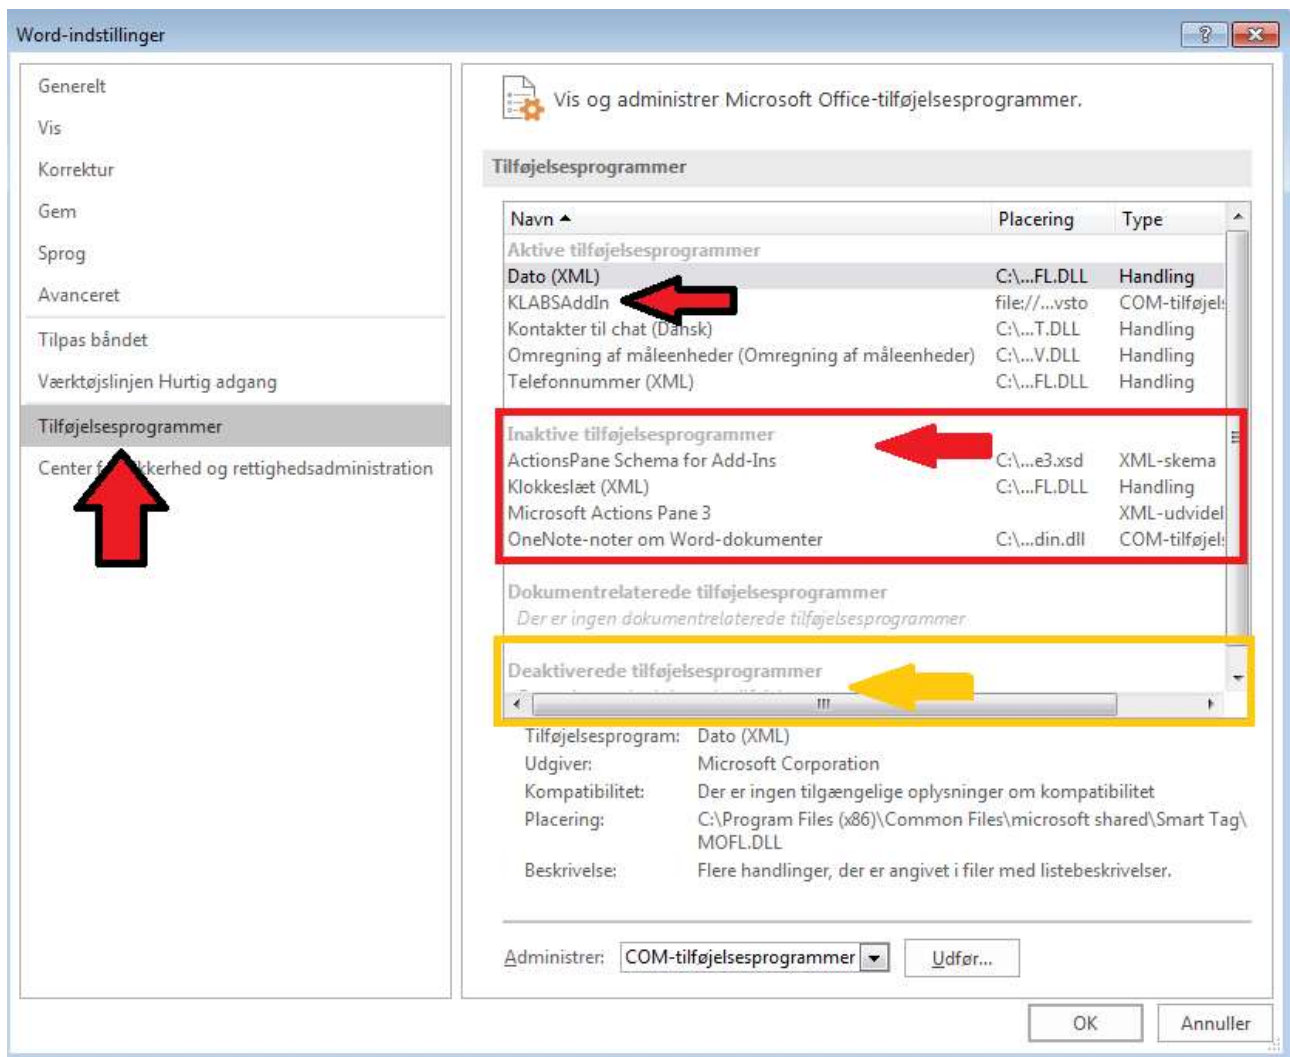 Word-indstillinger
Generelt
Vis
Korrektur
Gem
Sprog
Avanceret
Tilpas båndet
Værktøjslinjen Hurtig adgang
Tilføjelsesprogrammer
Center for sikkerhed og rettighedsadministration
Vis og administrer Microsoft Office-tilføjelsesprogrammer.
Tilføjelsesprogrammer
Navn Placering Type
Aktive tilføjelsesprogrammer
Dato (XML) C:\...FL.DLL Handling
KLABSAddIn file://...vsto COM-tilføjels
Kontakter til chat (Dansk) C:\...T.DLL Handling
Omregning af måleenheder (Omregning af måleenheder) C:\...V.DLL Handling
Telefonnummer (XML) C:\...FL.DLL Handling
Inaktive tilføjelsesprogrammer
ActionsPane Schema for Add-Ins C:\...e3.xsd XML-skema
Klokkeslæt (XML) C:\...FL.DLL Handling
Microsoft Actions Pane 3 XML-udvidel
OneNote-noter om Word-dokumenter C:\...din.dll COM-tilføjels
Dokumentrelaterede tilføjelsesprogrammer
Der er ingen dokumentrelaterede tilføjelsesprogrammer
Deaktiverede tilføjelsesprogrammer
Tilføjelsesprogram: Dato (XML)
Udgiver: Microsoft Corporation
Kompatibilitet: Der er ingen tilgængelige oplysninger om kompatibilitet
Placering: C:\Program Files (x86)\Common Files\microsoft shared\Smart Tag\
MOFL.DLL
Beskrivelse: Flere handlinger, der er angivet i filer med listebeskrivelser.
Administrer: COM-tilføjelsesprogrammer Udfør...
OK Annuller